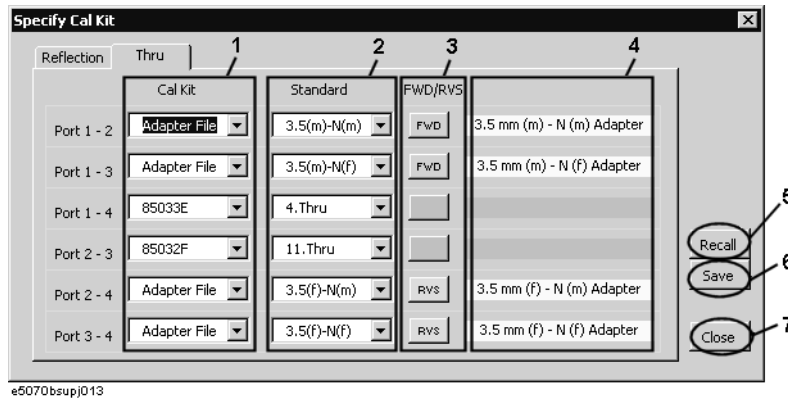 Specify Cal Kit
Reflection Thru 1 2 3 4
Cal Kit Standard FWD/RVS
Port 1 - 2 Adapter File 3.5(m)-N(m) FWD 3.5 mm (m) - N (m) Adapter
Port 1 - 3 Adapter File 3.5(m)-N(f) FWD 3.5 mm (m) - N (f) Adapter
Port 1 - 4 85033E 4.Thru 5
Port 2 - 3 85032F 11.Thru Recall
6
Port 2 - 4 Adapter File 3.5(f)-N(m) RVS 3.5 mm (f) - N (m) Adapter Save
Port 3 - 4 Adapter File 3.5(f)-N(f) RVS 3.5 mm (f) - N (f) Adapter Close 7
e5070bsupj013